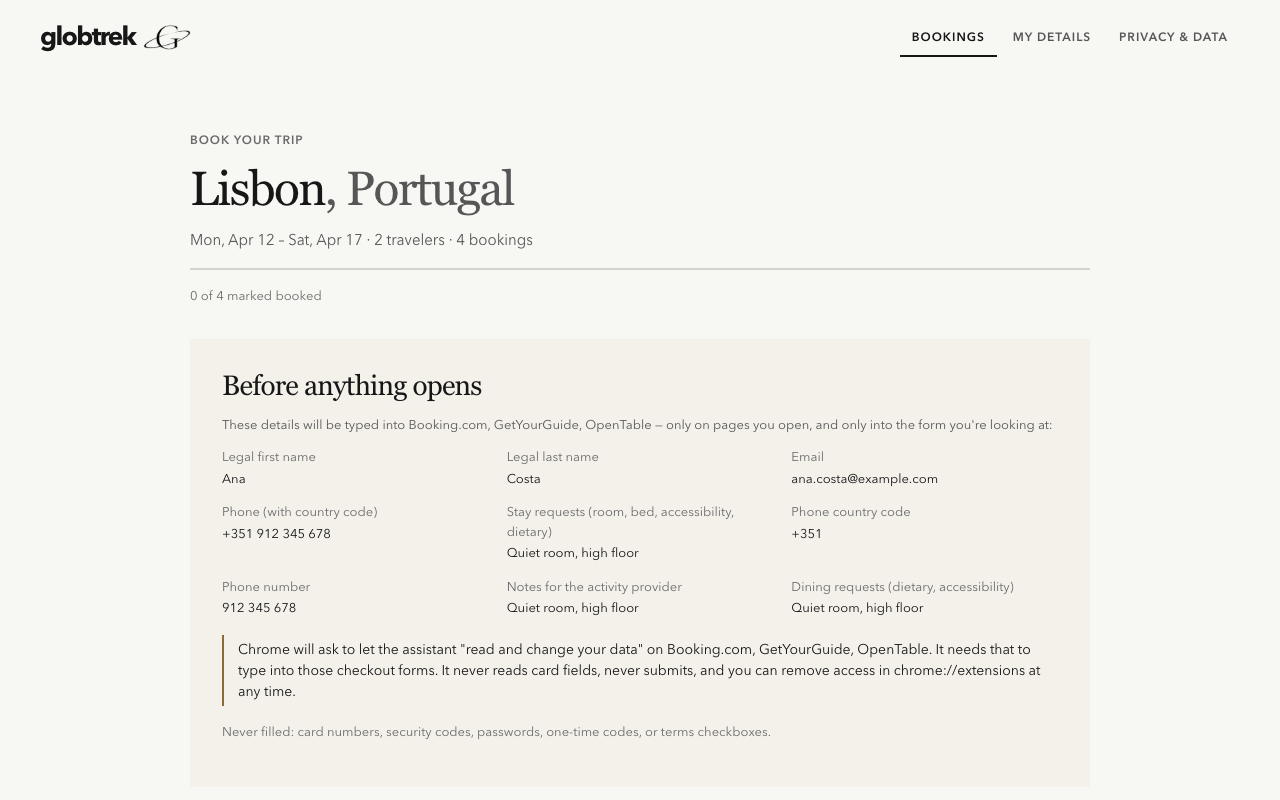 globtrek G
BOOKINGS
MY DETAILS
PRIVACY & DATA
BOOK YOUR TRIP
Lisbon, Portugal
Mon, Apr 12 – Sat, Apr 17 · 2 travelers · 4 bookings
0 of 4 marked booked
Before anything opens
These details will be typed into Booking.com, GetYourGuide, OpenTable — only on pages you open, and only into the form you're looking at:
Legal first name
Ana
Legal last name
Costa
Email
ana.costa@example.com
Phone (with country code)
+351 912 345 678
Stay requests (room, bed, accessibility,
dietary)
Quiet room, high floor
Phone country code
+351
Phone number
912 345 678
Notes for the activity provider
Quiet room, high floor
Dining requests (dietary, accessibility)
Quiet room, high floor
Chrome will ask to let the assistant "read and change your data" on Booking.com, GetYourGuide, OpenTable. It needs that to
type into those checkout forms. It never reads card fields, never submits, and you can remove access in chrome://extensions at
any time.
Never filled: card numbers, security codes, passwords, one-time codes, or terms checkboxes.